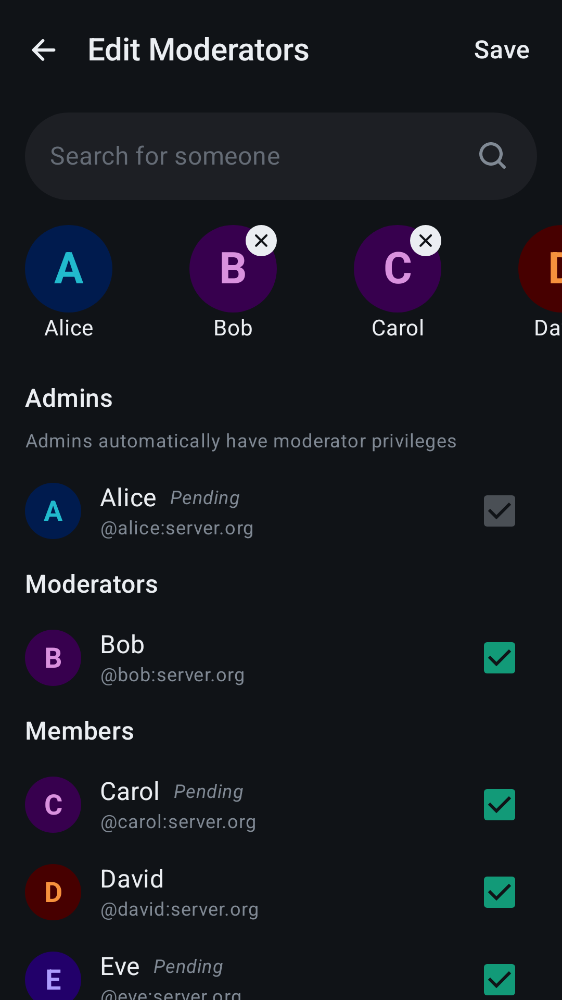 Edit Moderators
Save
Search for someone
A
B
C
D
Alice
Bob
Carol
Da
Admins
Admins automatically have moderator privileges
A
Alice Pending
@alice:server.org
Moderators
B
Bob
@bob:server.org
Members
C
Carol Pending
@carol:server.org
D
David
@david:server.org
E
Eve Pending
@eve:server.org